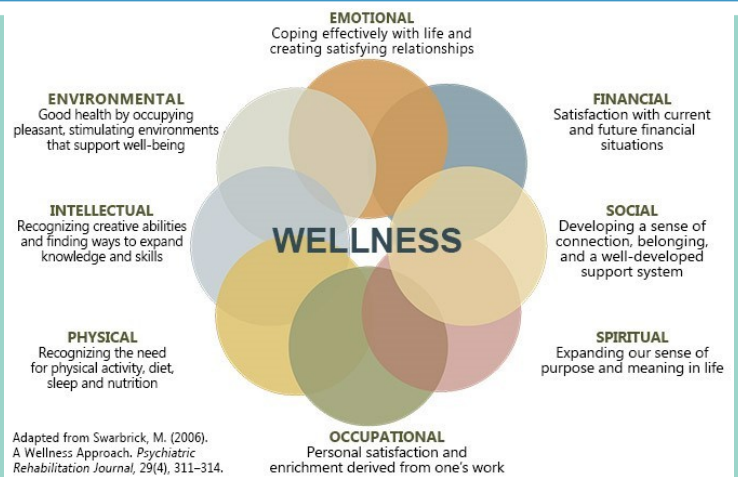 EMOTIONAL
Coping effectively with life and
creating satisfying relationships
ENVIRONMENTAL
Good health by occupying
pleasant, stimulating environments
that support well-being
FINANCIAL
Satisfaction with current
and future financial
situations
INTELLECTUAL
Recognizing creative abilities
and finding ways to expand
knowledge and skills
WELLNESS
SOCIAL
Developing a sense of
connection, belonging,
and a well-developed
support system
PHYSICAL
Recognizing the need
for physical activity, diet,
sleep and nutrition
SPIRITUAL
Expanding our sense of
purpose and meaning in life
Adapted from Swarbrick, M. (2006).
A Wellness Approach. Psychiatric
Rehabilitation Journal, 29(4), 311–314.
OCCUPATIONAL
Personal satisfaction and
enrichment derived from one's work